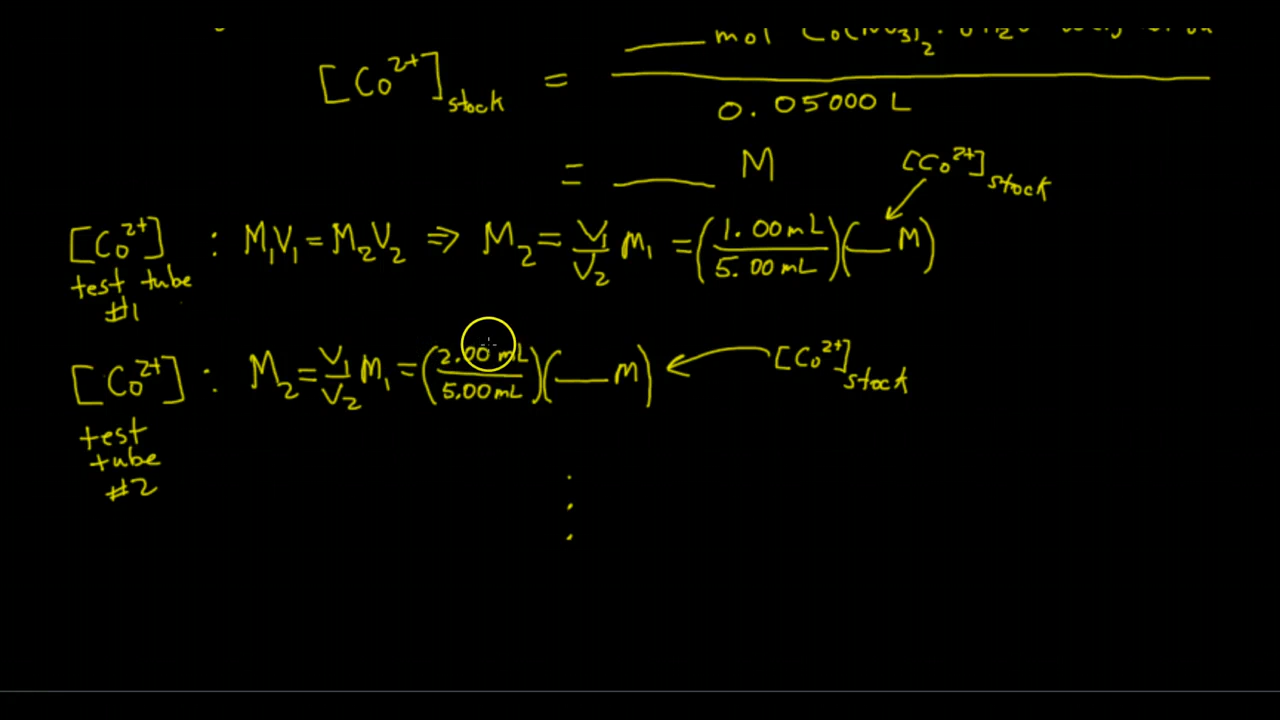 mol Co(NO3)2 ·
[Co2+]stock = 
0.05000 L
= ___ M
[Co2+]stock
[Co2+] : M1V1 = M2V2 ⇒ M2 = V1/V2 M1 = (1.00 mL/5.00 mL)(___ M)
test tube
#1
[Co2+] : M2 = V1/V2 M1 = (2.00 mL/5.00 mL)(___ M)
[Co2+]stock
test
tube
#2
⋮